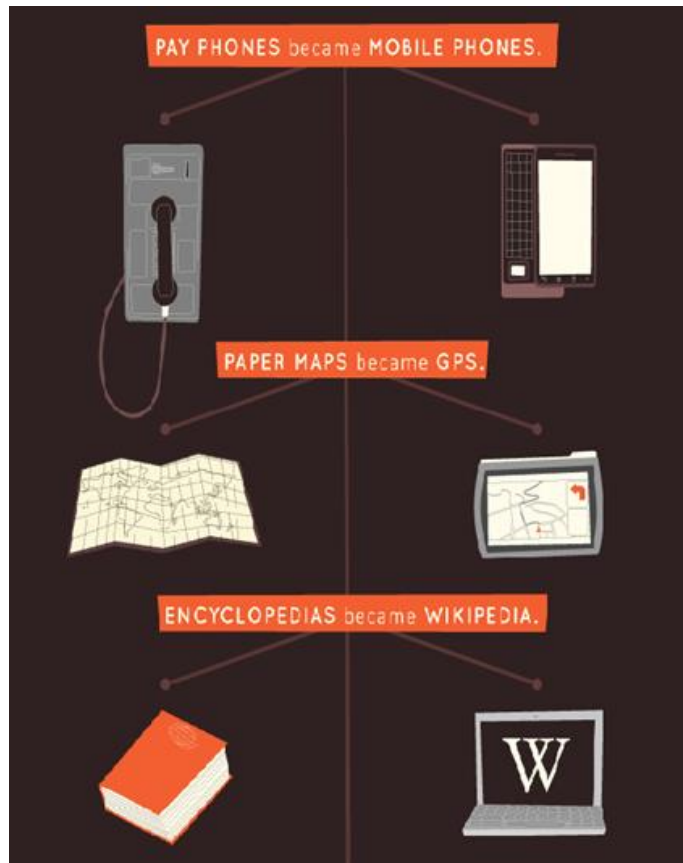 PAY PHONES became MOBILE PHONES.
PAPER MAPS became GPS.
ENCYCLOPEDIAS became WIKIPEDIA.
W